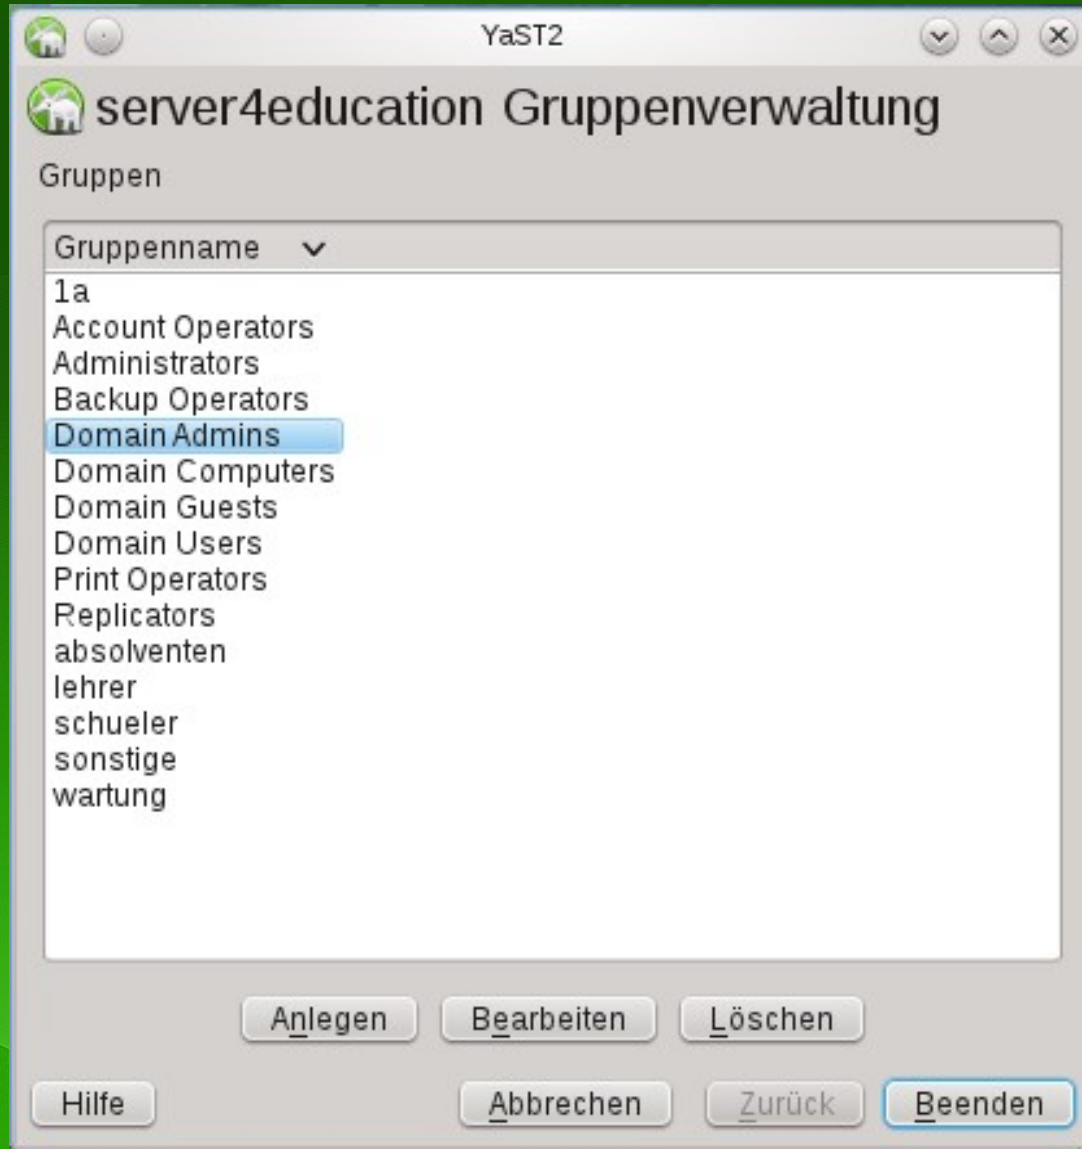 YaST2
server4education Gruppenverwaltung
Gruppen
Gruppenname
1a
Account Operators
Administrators
Backup Operators
Domain Admins
Domain Computers
Domain Guests
Domain Users
Print Operators
Replicators
absolventen
lehrer
schueler
sonstige
wartung
Anlegen Bearbeiten Löschen
Hilfe Abbrechen Zurück Beenden